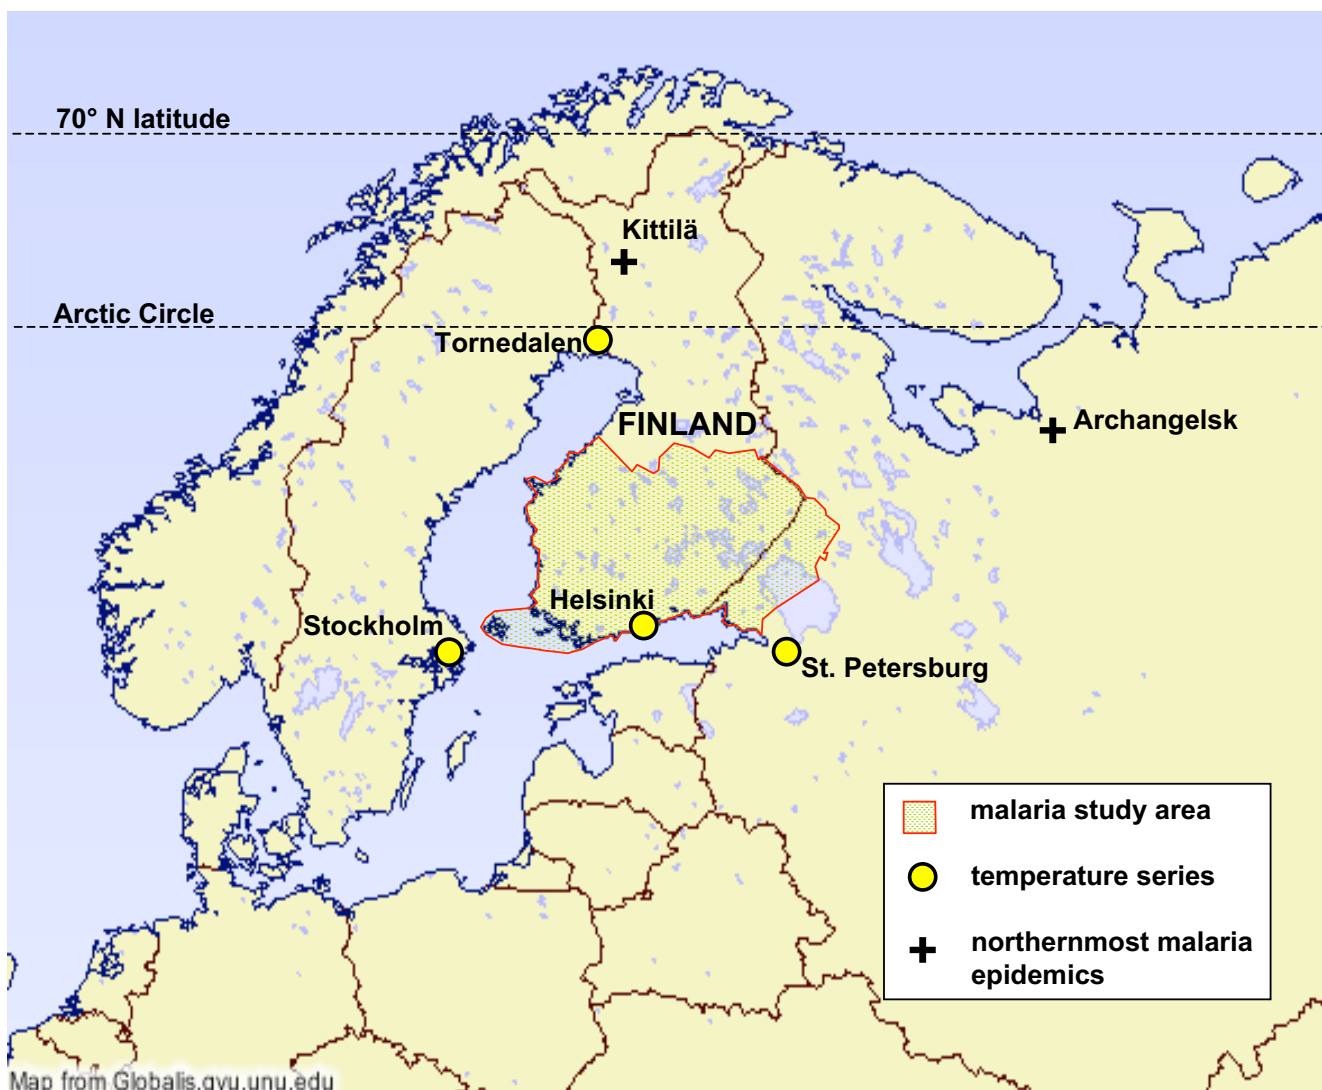 70° N latitude
Kittilä
Arctic Circle
Tornedalen
FINLAND
Archangelsk
Helsinki
Stockholm
St. Petersburg
malaria study area
temperature series
northernmost malaria
epidemics
Map from Globalis.gvu.unu.edu